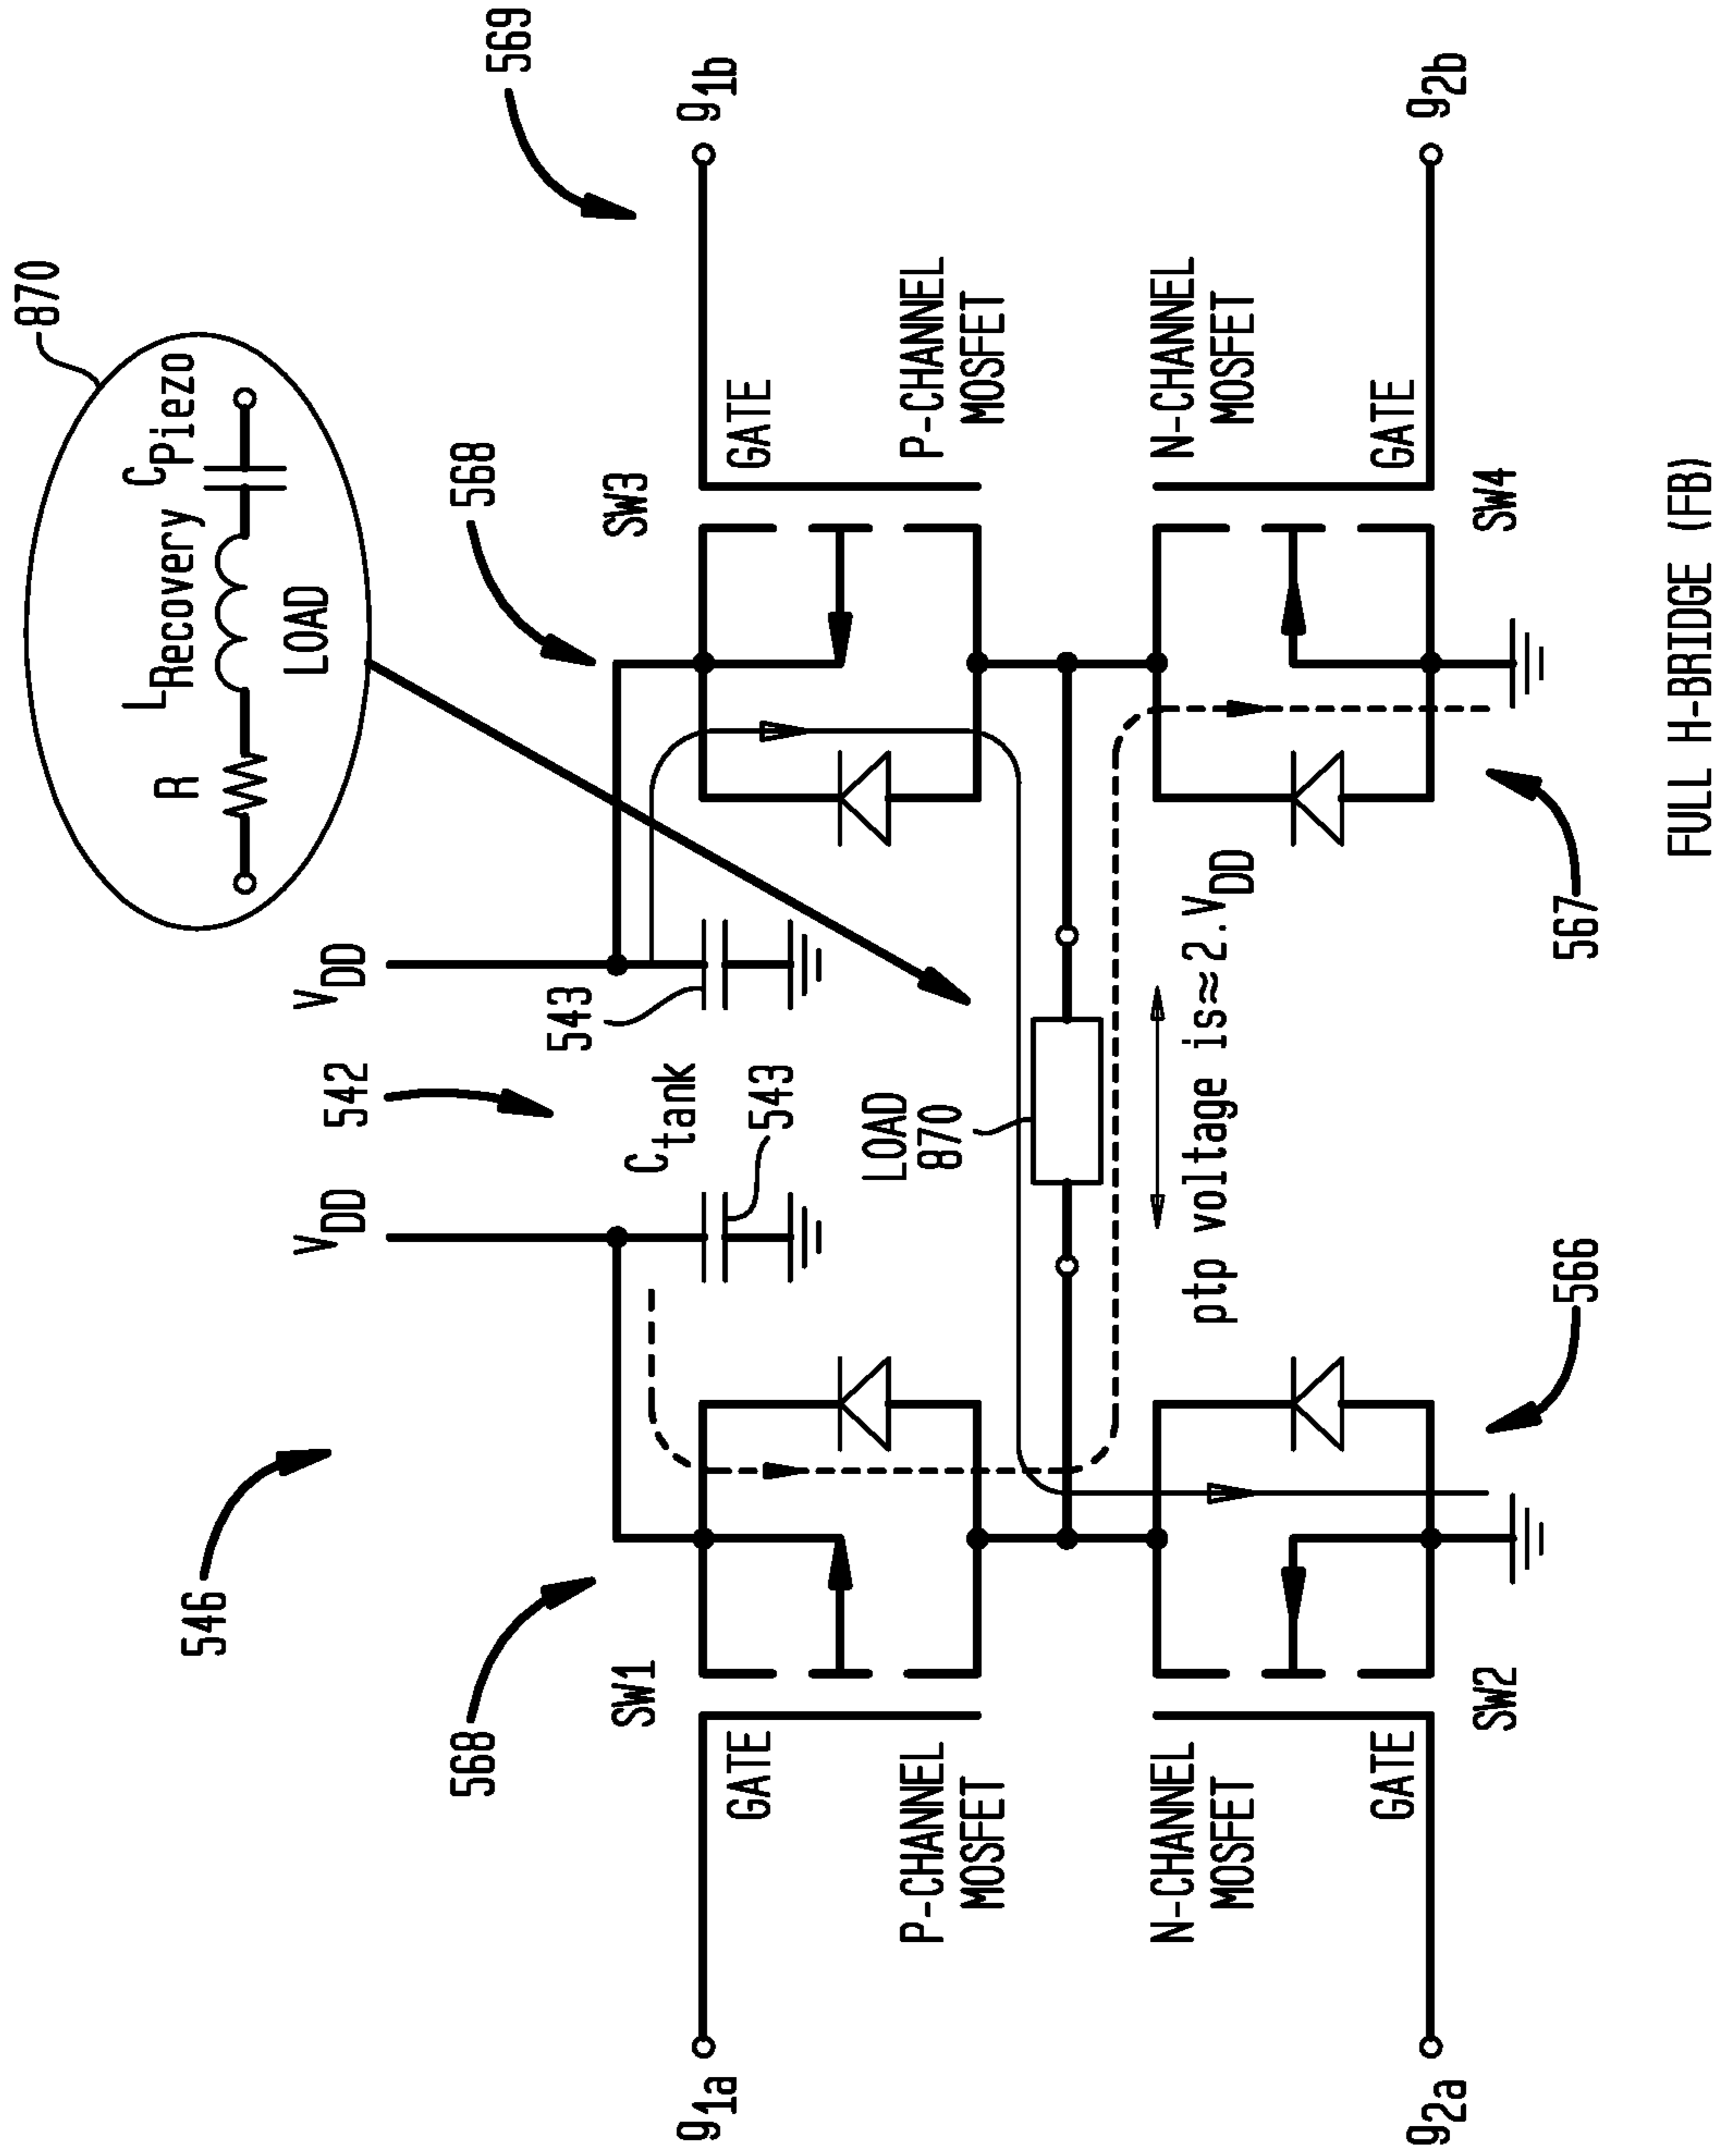 870
R
L Recovery
C Piezo
LOAD
546
542
VDD
VDD
568
568
569
543
Ctank
543
SW1
SW3
g1a
g1b
GATE
GATE
P-CHANNEL
MOSFET
P-CHANNEL
MOSFET
LOAD
870
ptp voltage is≈2.VDD
N-CHANNEL
MOSFET
N-CHANNEL
MOSFET
GATE
GATE
g2a
g2b
SW2
SW4
566
567
FULL H-BRIDGE (FB)